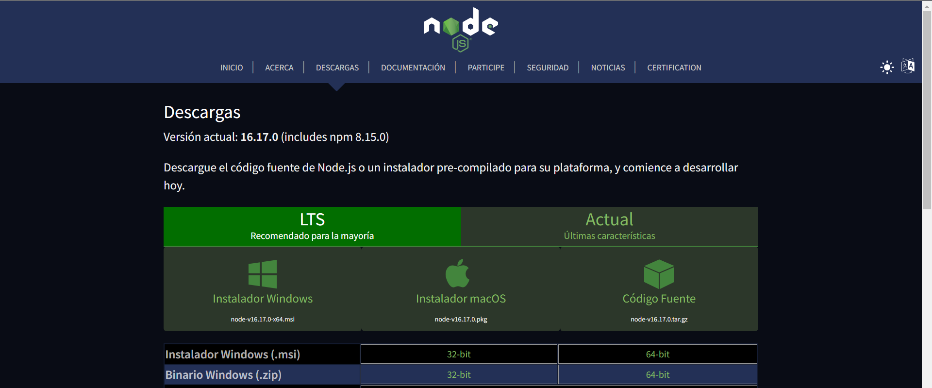 node
JS
INICIO
ACERCA
DESCARGAS
DOCUMENTACIÓN
PARTICIPE
SEGURIDAD
NOTICIAS
CERTIFICATION
Descargas
Versión actual: 16.17.0 (includes npm 8.15.0)
Descargue el código fuente de Node.js o un instalador pre-compilado para su plataforma, y comience a desarrollar
hoy.
LTS
Recomendado para la mayoría
Actual
Últimas características
Instalador Windows
node-v16.17.0-x64.msi
Instalador macOS
node-v16.17.0.pkg
Código Fuente
node-v16.17.0.tar.gz
Instalador Windows (.msi) 32-bit 64-bit
Binario Windows (.zip) 32-bit 64-bit